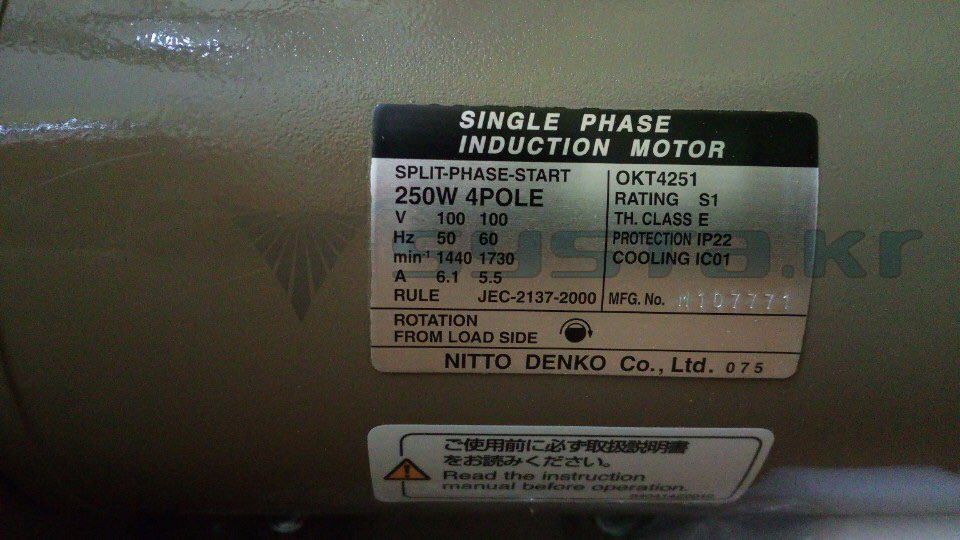 SINGLE PHASE
INDUCTION MOTOR
SPLIT-PHASE-START
250W 4POLE
V 100 100
Hz 50 60
min⁻¹ 1440 1730
A 6.1 5.5
RULE JEC-2137-2000
OKT4251
RATING S1
TH. CLASS E
PROTECTION IP22
COOLING IC01
MFG. No. M107771
ROTATION
FROM LOAD SIDE
NITTO DENKO Co., Ltd. 075
systa.kr
ご使用前に必ず取扱説明書
をお読みください。
Read the instruction
manual before operation.